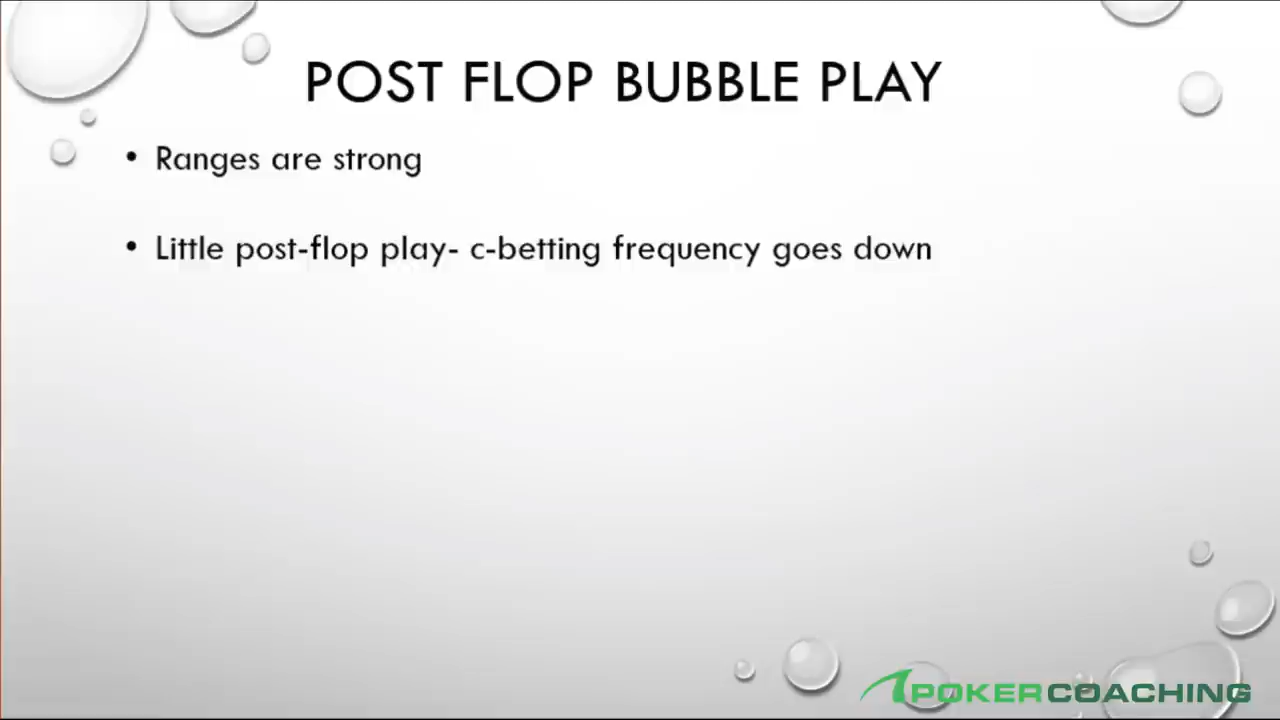 POST FLOP BUBBLE PLAY
• Ranges are strong
• Little post-flop play- c-betting frequency goes down
POKERCOACHING